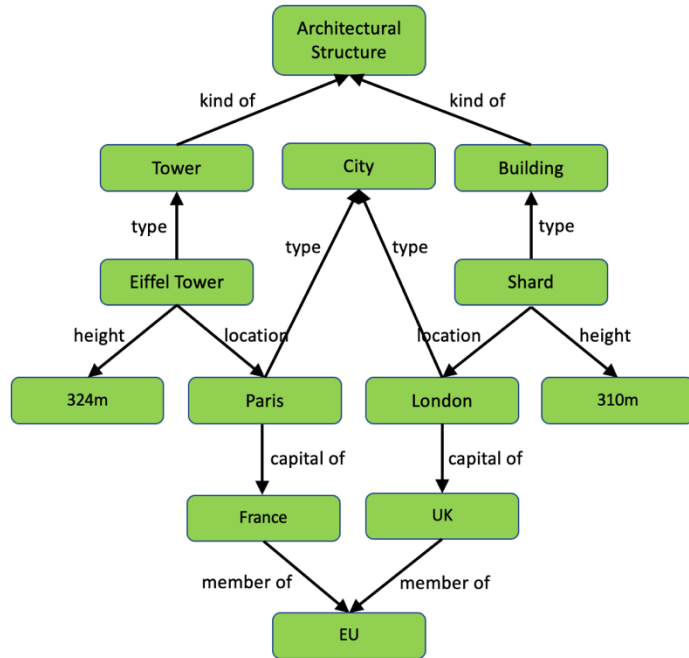 Architectural
Structure
kind of
kind of
Tower
City
Building
type
type
type
type
Eiffel Tower
Shard
height
location
location
height
324m
Paris
London
310m
capital of
capital of
France
UK
member of
member of
EU